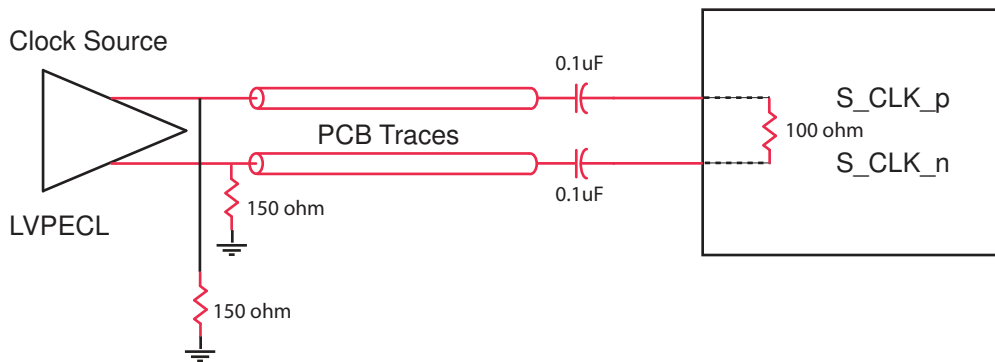 Clock Source
0.1uF
S_CLK_p
100 ohm
PCB Traces
S_CLK_n
0.1uF
150 ohm
LVPECL
150 ohm